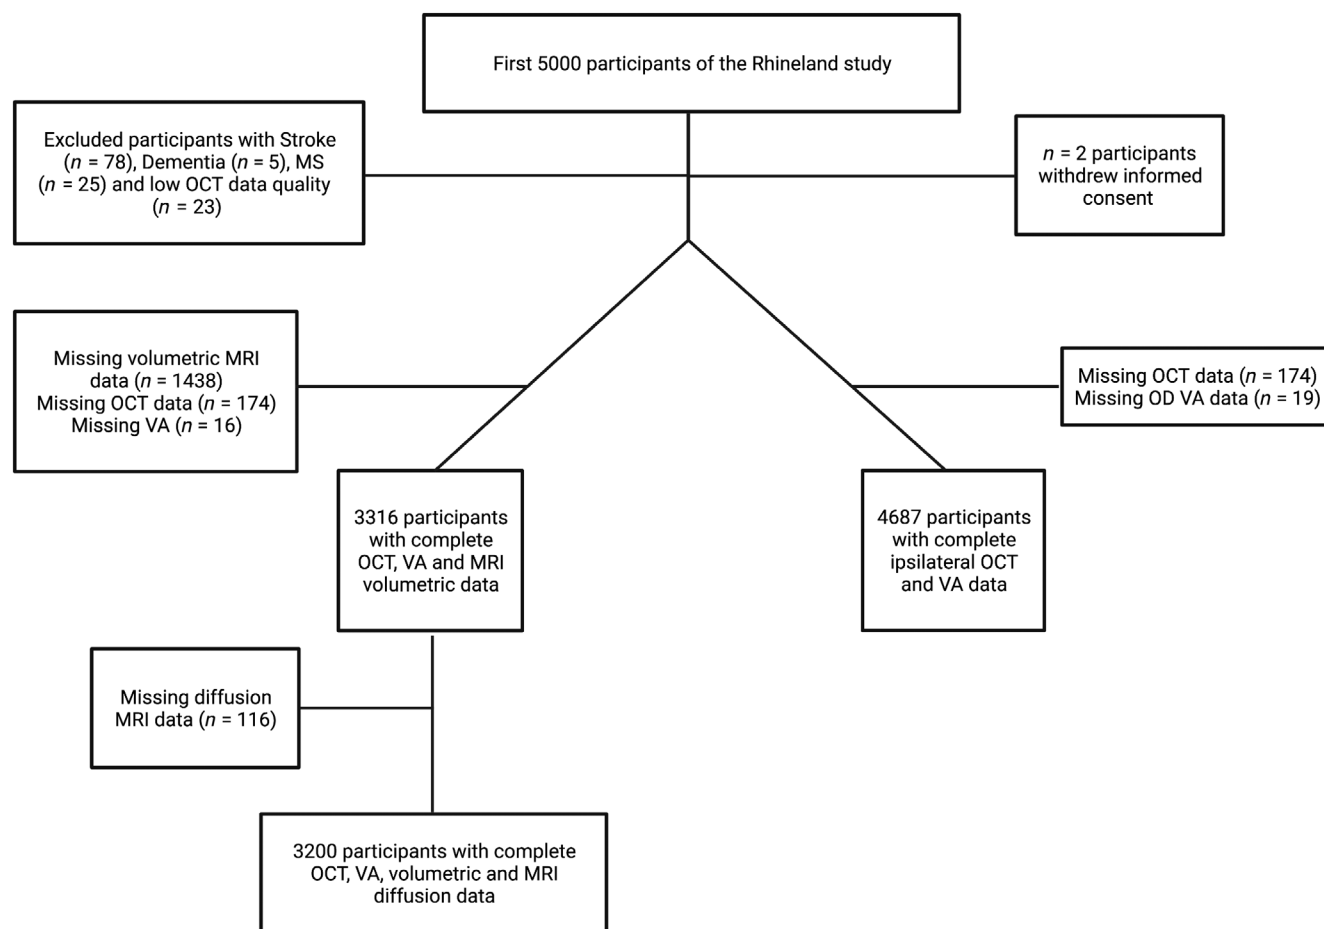 First 5000 participants of the Rhineland study
Excluded participants with Stroke
(n = 78), Dementia (n = 5), MS
(n = 25) and low OCT data quality
(n = 23)
n = 2 participants
withdrew informed
consent
Missing volumetric MRI
data (n = 1438)
Missing OCT data (n = 174)
Missing VA (n = 16)
Missing OCT data (n = 174)
Missing OD VA data (n = 19)
3316 participants
with complete
OCT, VA and MRI
volumetric data
4687 participants
with complete
ipsilateral OCT
and VA data
Missing diffusion
MRI data (n = 116)
3200 participants with complete
OCT, VA, volumetric and MRI
diffusion data